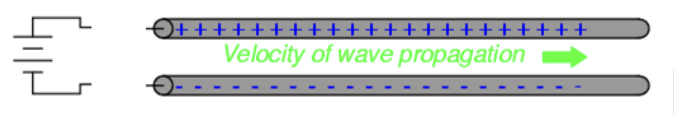 + + + + + + + + + + + + + + + + + + + + + +
Velocity of wave propagation
- - - - - - - - - - - - - - - - - -